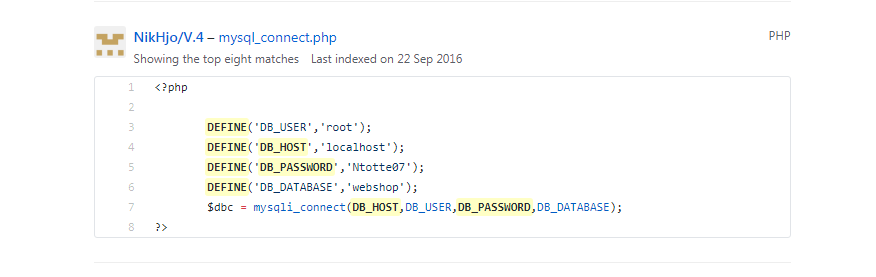 NikHjo/V.4 – mysql_connect.php PHP
Showing the top eight matches Last indexed on 22 Sep 2016
1 <?php
2
3 DEFINE('DB_USER','root');
4 DEFINE('DB_HOST','localhost');
5 DEFINE('DB_PASSWORD','Ntotte07');
6 DEFINE('DB_DATABASE','webshop');
7 $dbc = mysqli_connect(DB_HOST,DB_USER,DB_PASSWORD,DB_DATABASE);
8 ?>